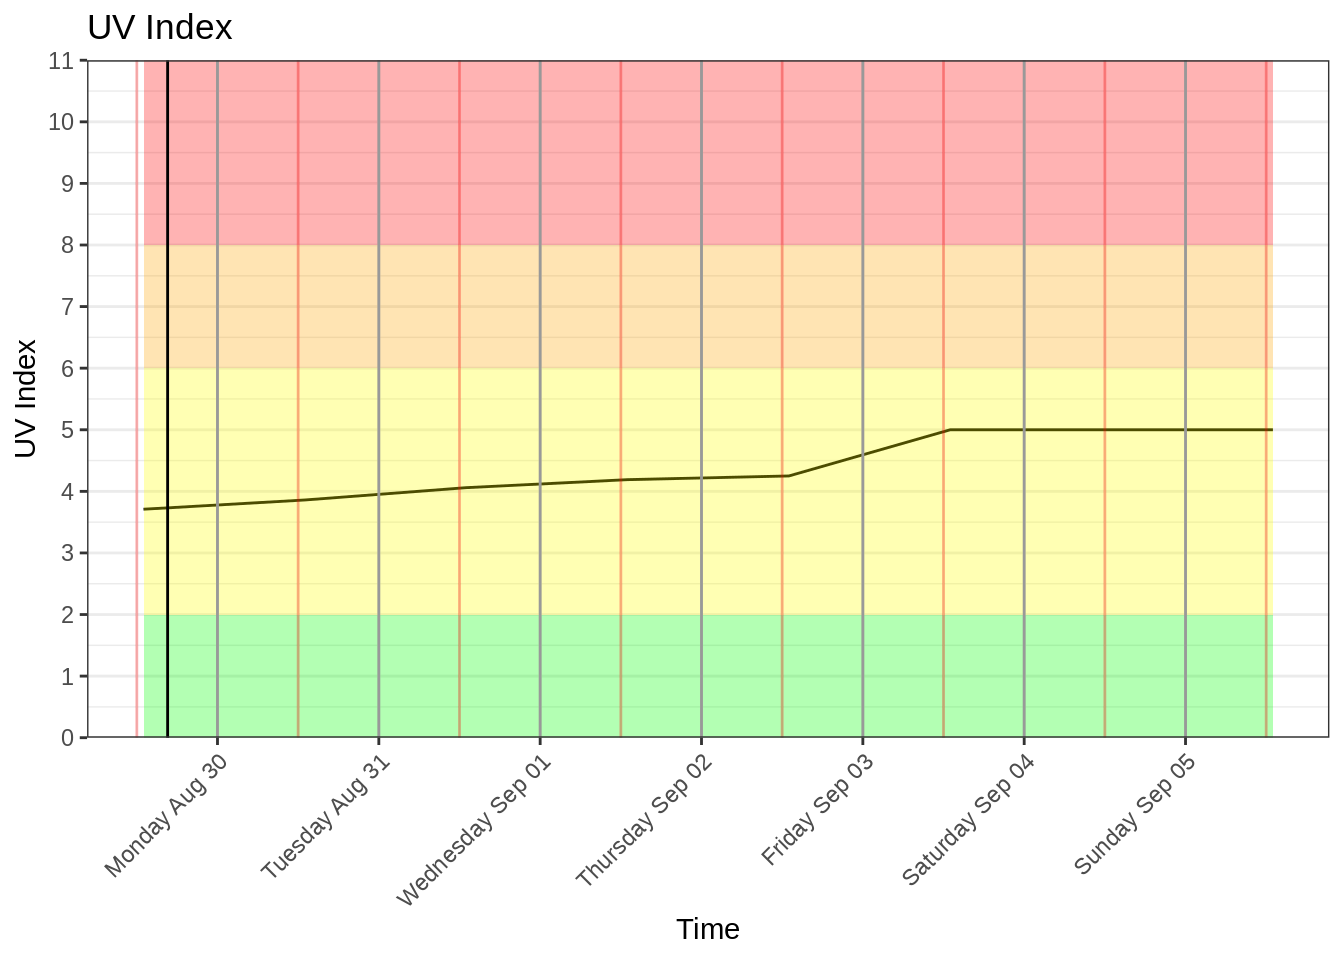 UV Index
11
10
9
8
7
6
5
4
3
2
1
0
UV Index
Monday Aug 30
Tuesday Aug 31
Wednesday Sep 01
Thursday Sep 02
Friday Sep 03
Saturday Sep 04
Sunday Sep 05
Time